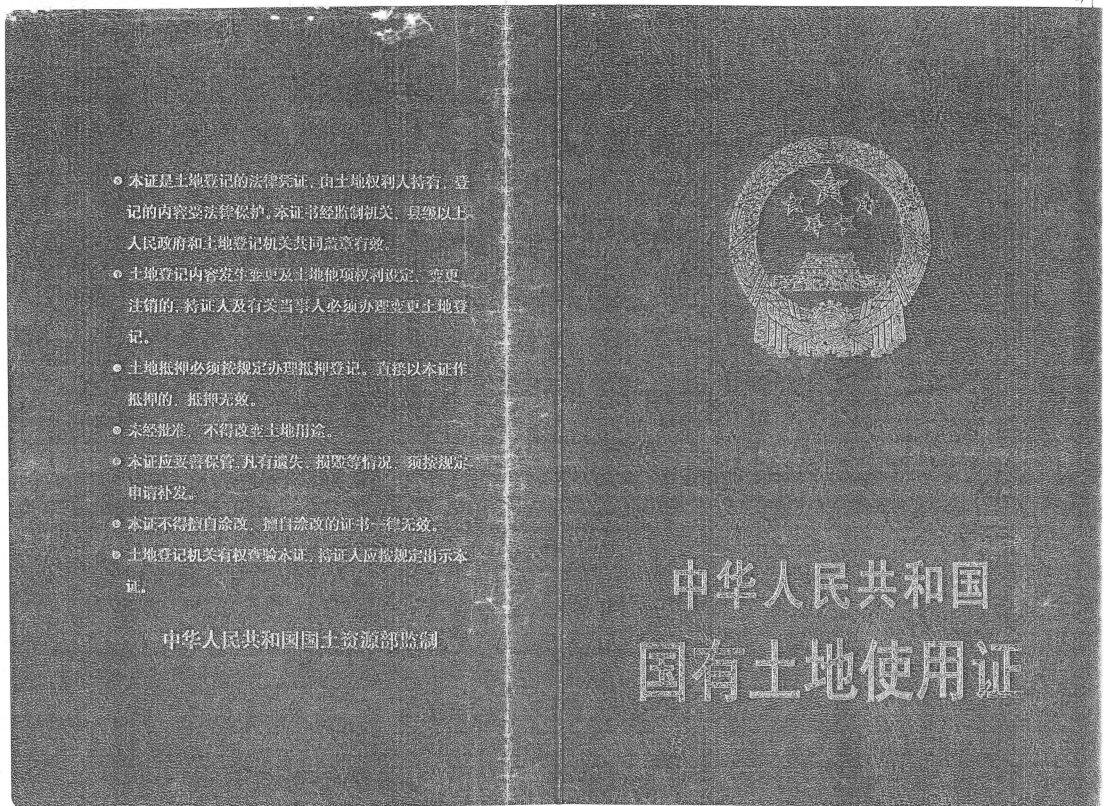 ● 本证是土地登记的法律凭证，由土地权利人持有，登
记的内容受法律保护。本证书经监制机关、县级以上
人民政府和土地登记机关共同盖章有效。
● 土地登记内容发生变更及土地他项权利设定、变更、
注销的，持证人及有关当事人必须办理变更土地登
记。
● 土地抵押必须按规定办理抵押登记。直接以本证作
抵押的，抵押无效。
● 未经批准，不得改变土地用途。
● 本证应妥善保管，凡有遗失、损毁等情况，须按规定
申请补发。
● 本证不得擅自涂改，擅自涂改的证书一律无效。
● 土地登记机关有权查验本证，持证人应按规定出示本
证。
中华人民共和国国土资源部监制
中华人民共和国
国有土地使用证